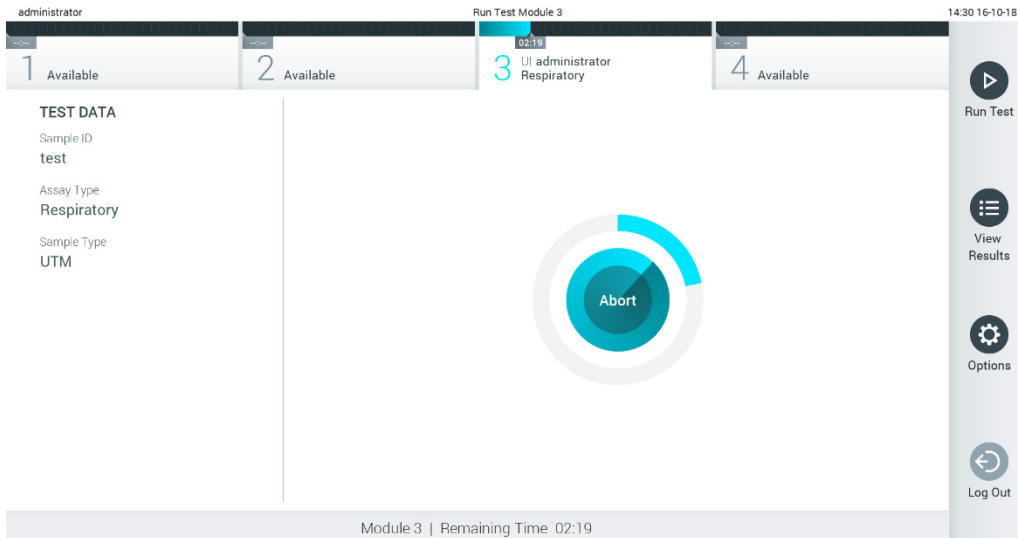 administrator
Run Test Module 3
14:30 16-10-18
--:--
1 Available
--:--
2 Available
02:19
3 UI administrator
Respiratory
--:--
4 Available
TEST DATA
Sample ID
test
Assay Type
Respiratory
Sample Type
UTM
Abort
Run Test
View
Results
Options
Log Out
Module 3 | Remaining Time 02:19